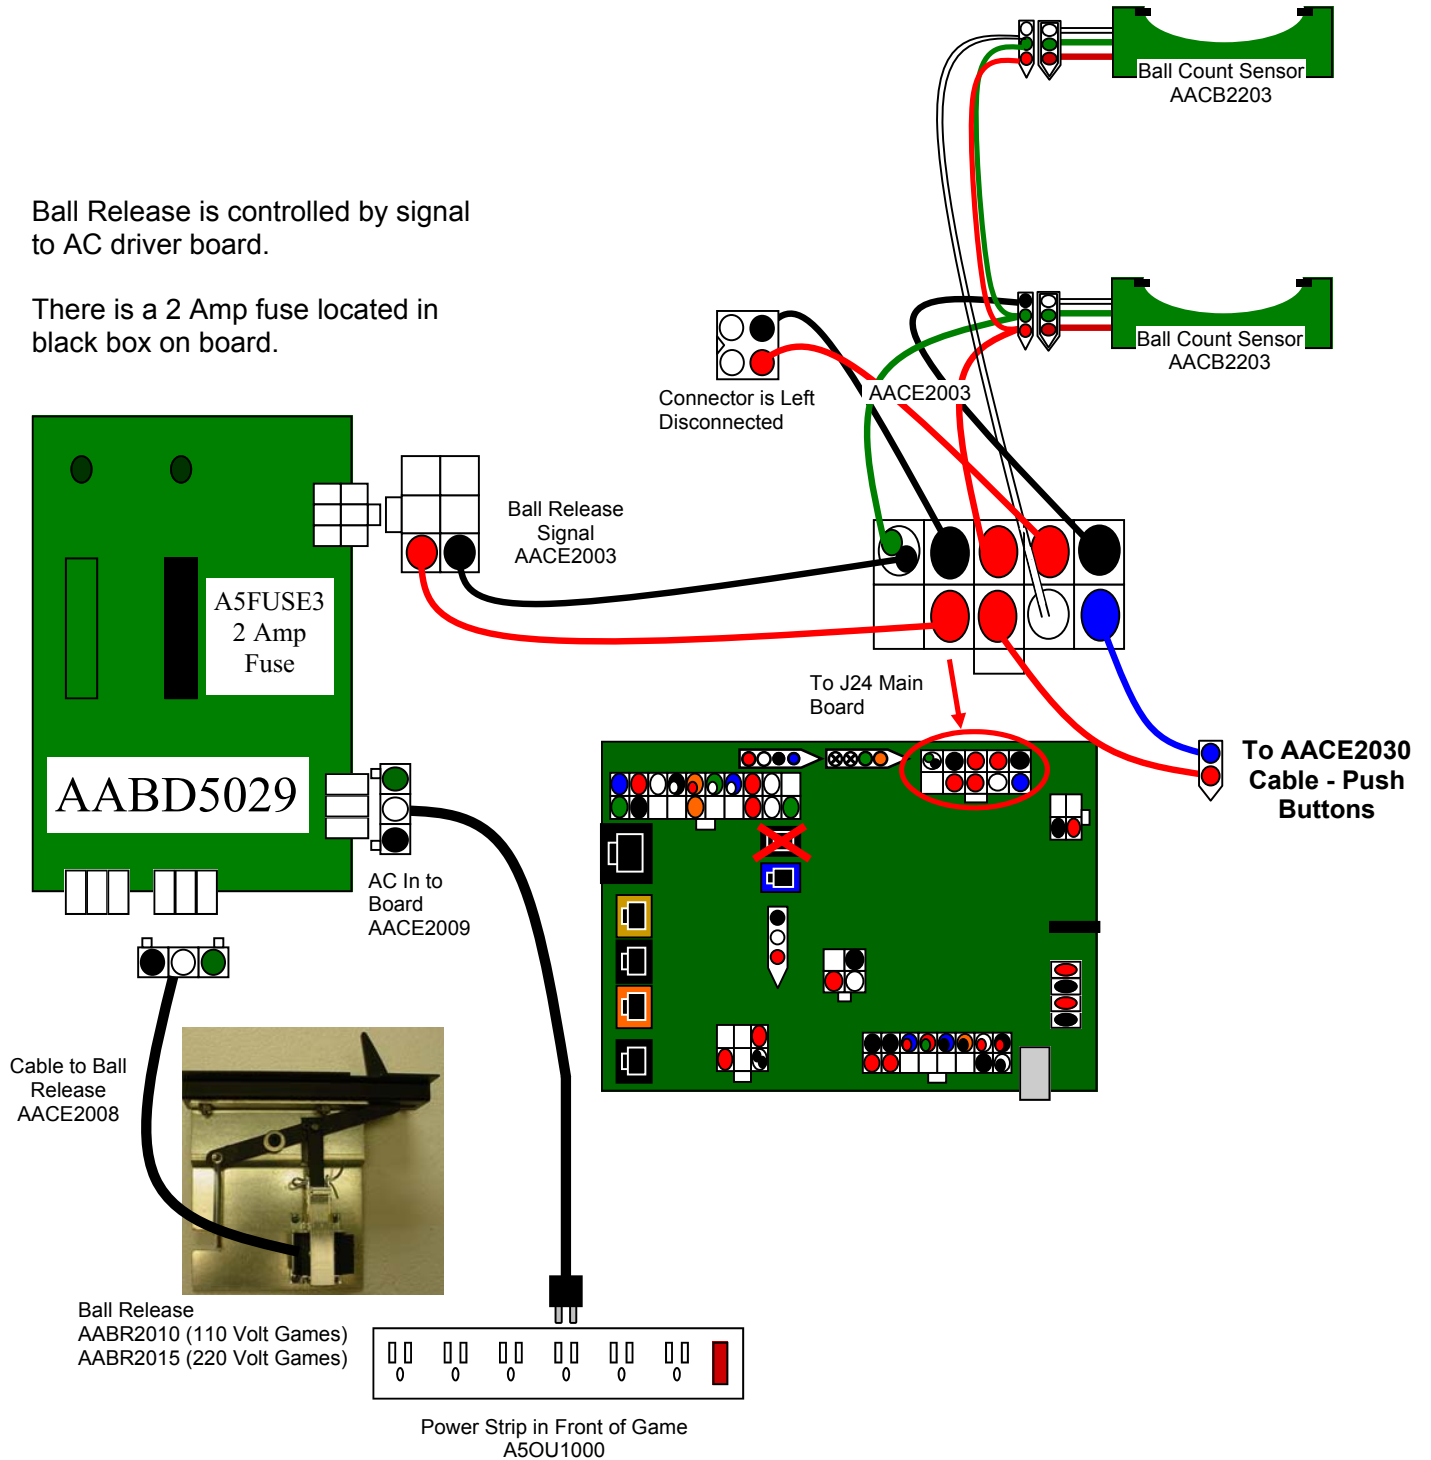 Ball Count Sensor
AACB2203
Ball Release is controlled by signal
to AC driver board.
There is a 2 Amp fuse located in
black box on board.
Ball Count Sensor
AACB2203
Connector is Left
Disconnected
AACE2003
Ball Release
Signal
AACE2003
A5FUSE3
2 Amp
Fuse
To J24 Main
Board
AABD5029
To AACE2030
Cable - Push
Buttons
AC In to
Board
AACE2009
Cable to Ball
Release
AACE2008
Ball Release
AABR2010 (110 Volt Games)
AABR2015 (220 Volt Games)
Power Strip in Front of Game
A5OU1000